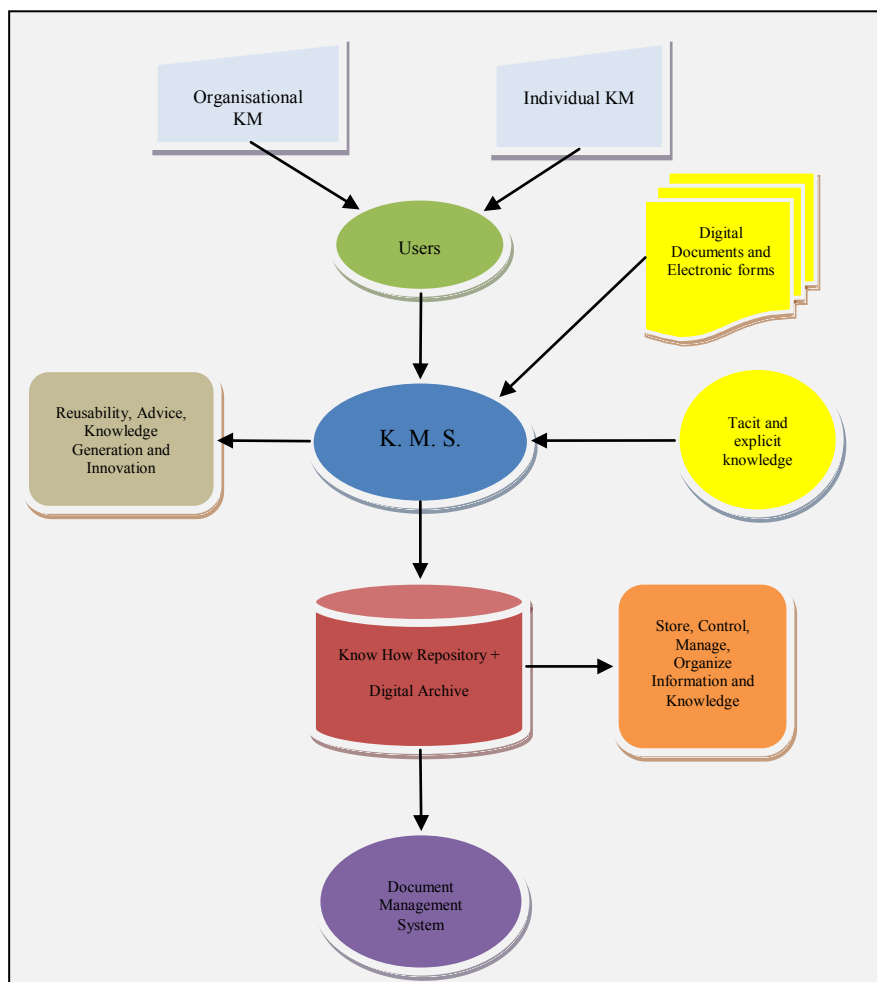 Organisational
KM
Individual KM
Users
Digital
Documents and
Electronic forms
Reusability, Advice,
Knowledge
Generation and
Innovation
K. M. S.
Tacit and
explicit
knowledge
Know How Repository +
Digital Archive
Store, Control,
Manage,
Organize
Information and
Knowledge
Document
Management
System